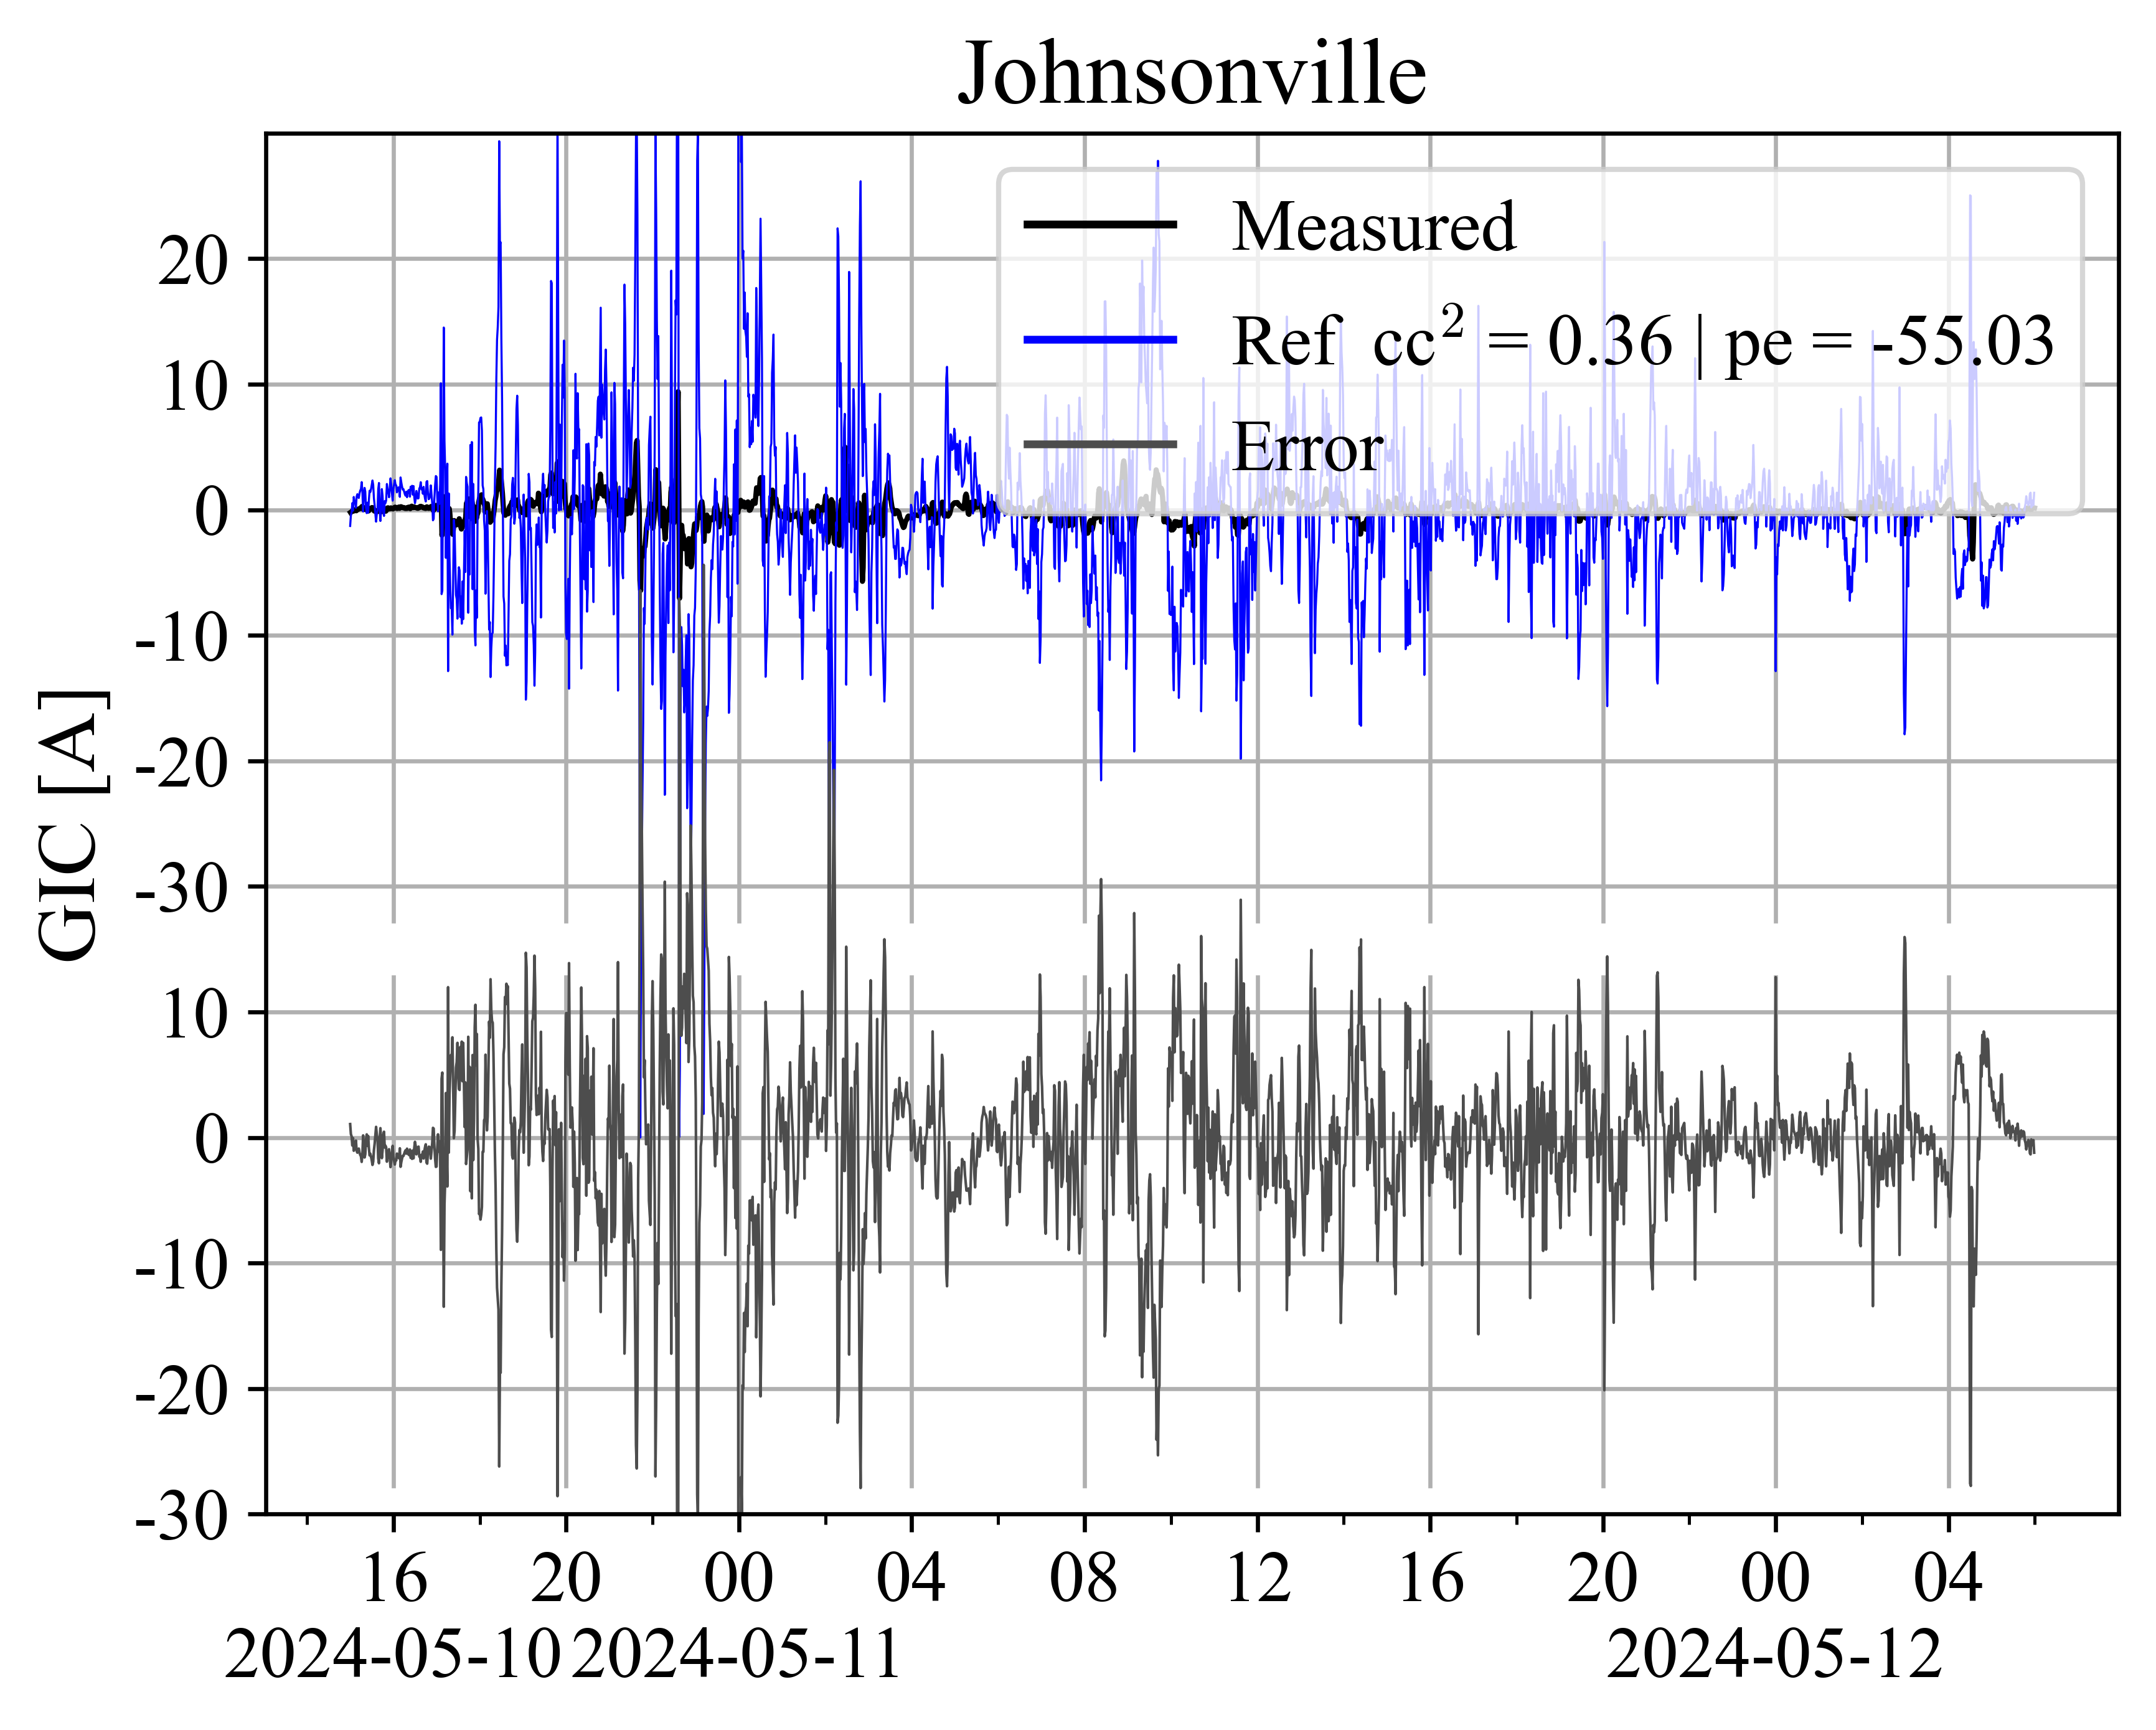 Johnsonville
Measured
Ref cc² = 0.36 | pe = -55.03
Error
GIC [A]
20
10
0
-10
-20
-30
10
0
-10
-20
-30
16 20 00 04 08 12 16 20 00 04
2024-05-10 2024-05-11 2024-05-12